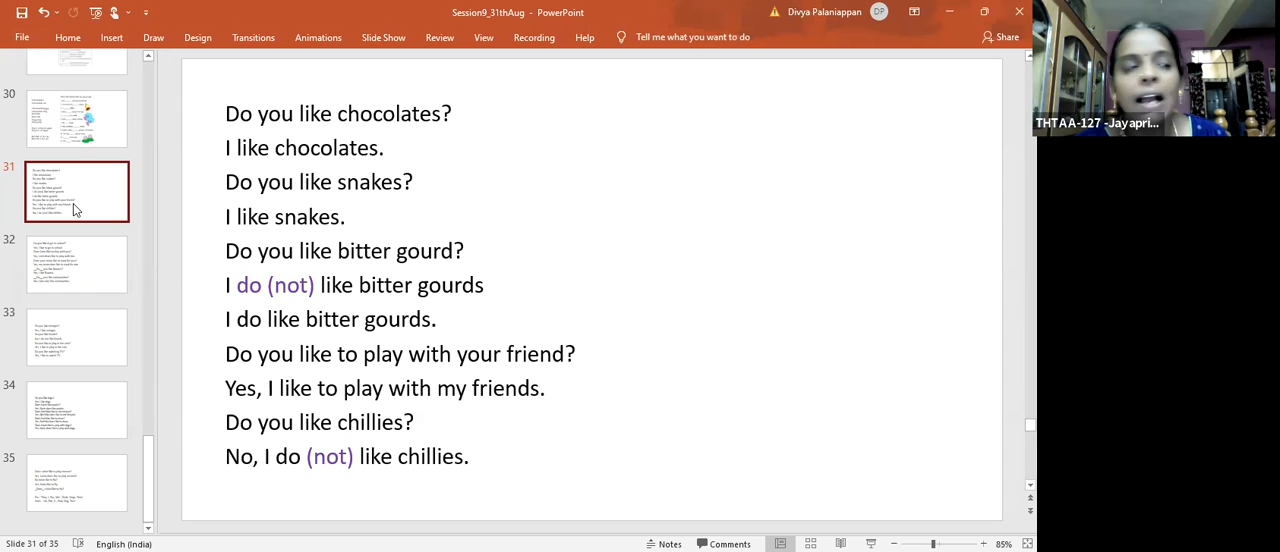 Session9_31thAug - PowerPoint
Divya Palaniappan DP
File Home Insert Draw Design Transitions Animations Slide Show Review View Recording Help Tell me what you want to do Share
THTAA-127 -Jayapri...
30
31
32
33
34
35
Do you like chocolates?
I like chocolates.
Do you like snakes?
I like snakes.
Do you like bitter gourd?
I do (not) like bitter gourds
I do like bitter gourds.
Do you like to play with your friend?
Yes, I like to play with my friends.
Do you like chillies?
No, I do (not) like chillies.
Slide 31 of 35 English (India) Notes Comments 85%